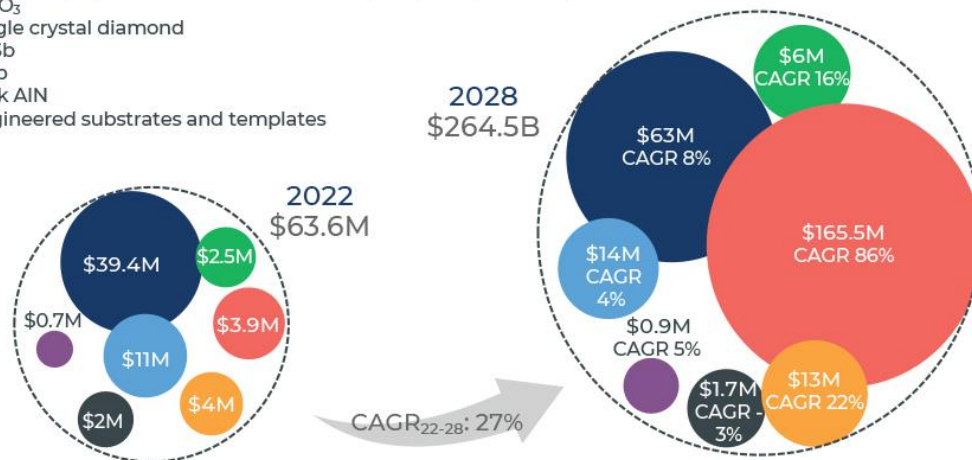 O₃
gle crystal diamond
k AlN
gineered substrates and templates
2028
$264.5B
$6M
CAGR 16%
$63M
CAGR 8%
$165.5M
CAGR 86%
$14M
CAGR
4%
$0.9M
CAGR 5%
$1.7M
CAGR -
3%
$13M
CAGR 22%
2022
$63.6M
$39.4M
$2.5M
$3.9M
$0.7M
$11M
$4M
$2M
CAGR₂₂₋₂₈: 27%